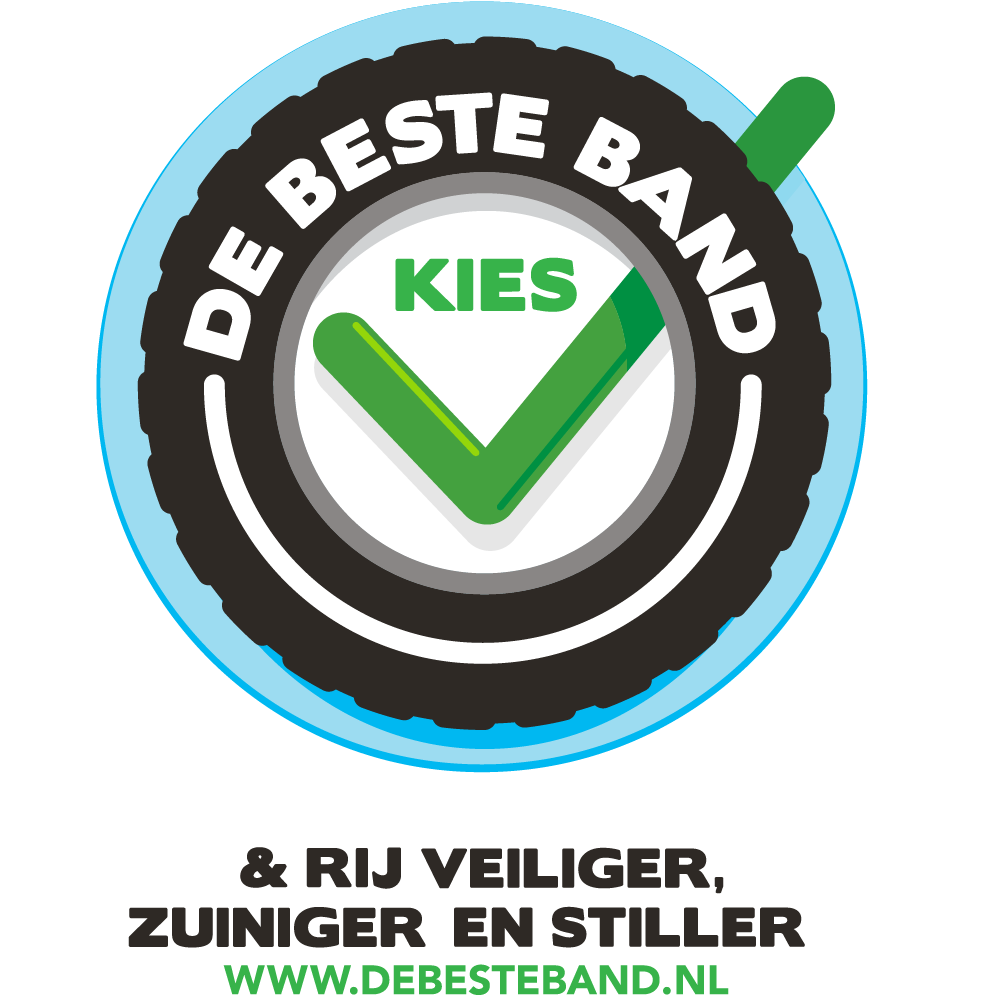 KIES
DE BESTE BAND
& RIJ VEILIGER,
ZUINIGER EN STILLER
WWW.DEBESTEBAND.NL